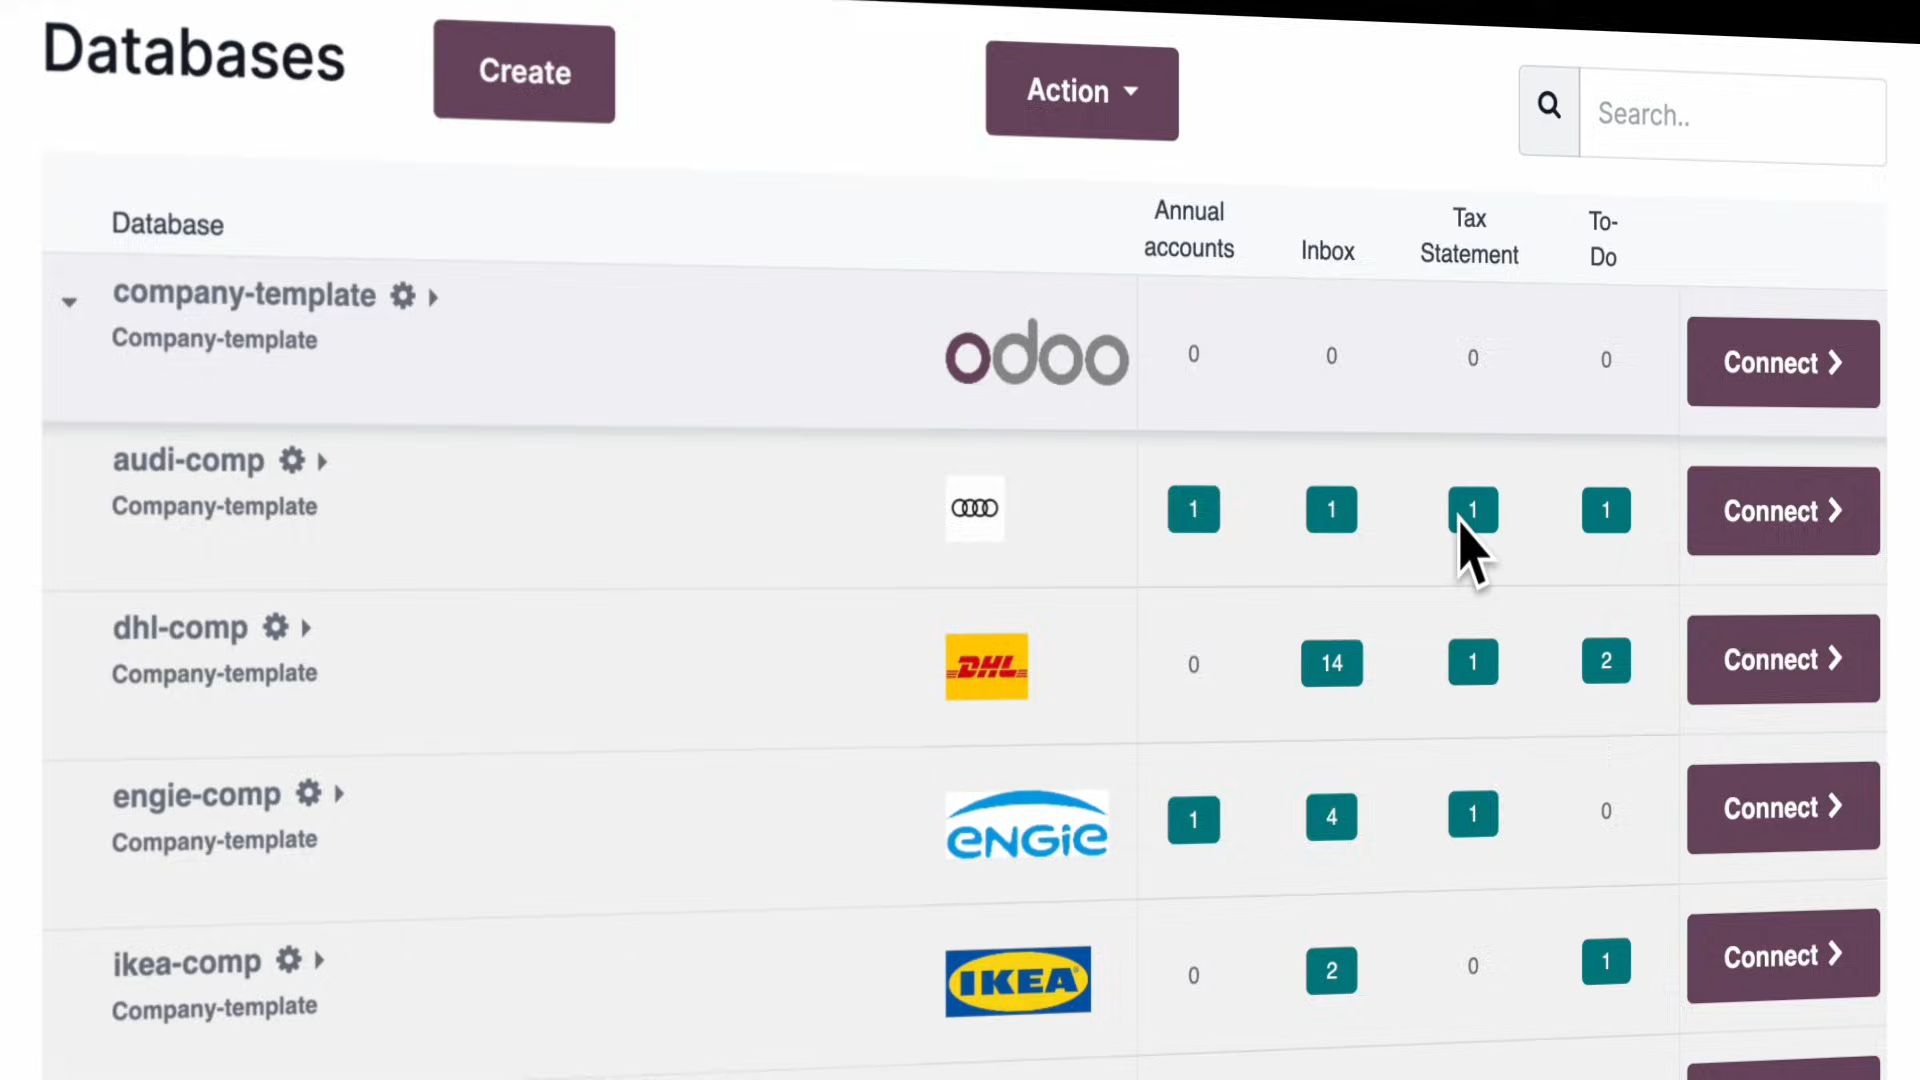 Databases
Create
Action
Search..
Database
Annual
accounts
Inbox
Tax
Statement
To-
Do
company-template
Company-template
odoo
0
0
0
0
Connect
audi-comp
Company-template
1
1
1
1
Connect
dhl-comp
Company-template
DHL
0
14
1
2
Connect
engie-comp
Company-template
ENGIE
1
4
1
0
Connect
ikea-comp
Company-template
IKEA
0
2
0
1
Connect